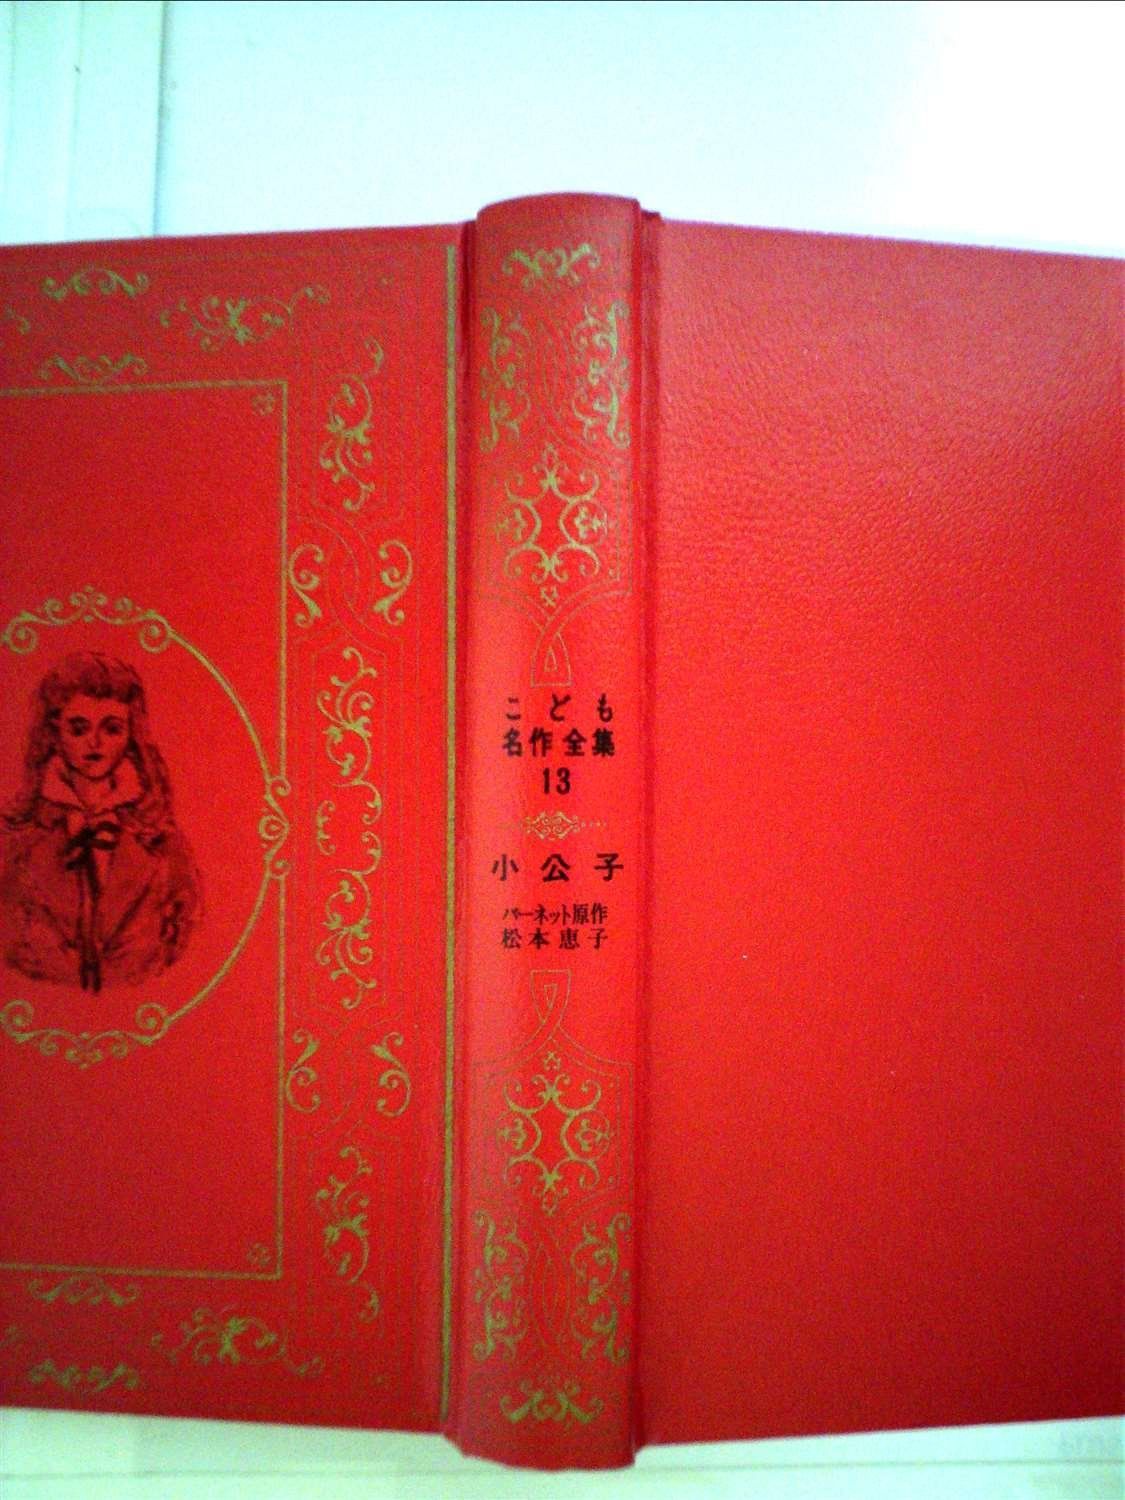 こども
名作全集
13
小公子
バーネット原作
松本恵子